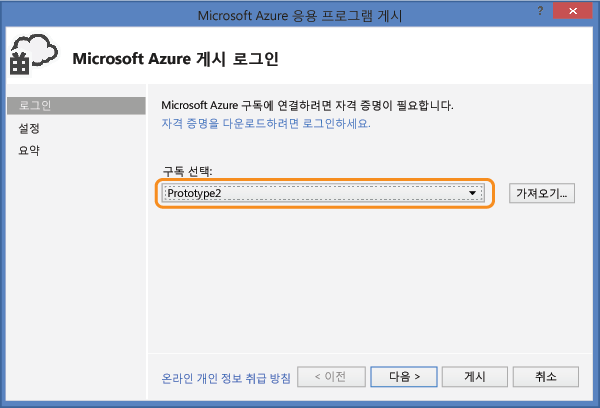 Microsoft Azure 응용 프로그램 게시
?
Microsoft Azure 게시 로그인
로그인
설정
요약
Microsoft Azure 구독에 연결하려면 자격 증명이 필요합니다.
자격 증명을 다운로드하려면 로그인하세요.
구독 선택:
Prototype2
가져오기...
온라인 개인 정보 취급 방침
< 이전
다음 >
게시
취소